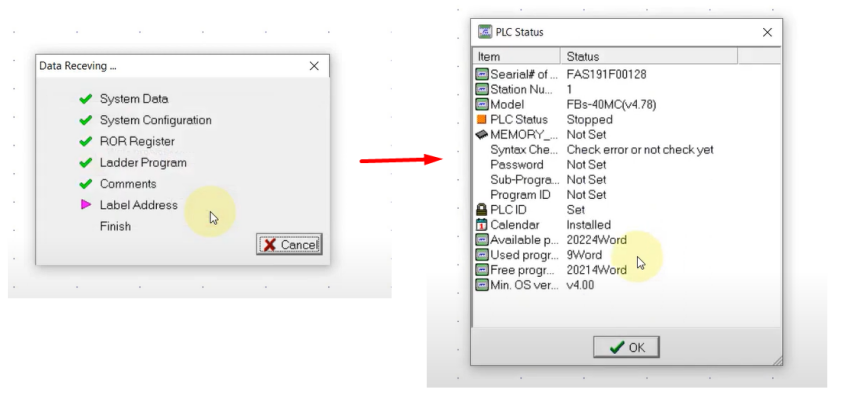 Data Receving ...
System Data
System Configuration
ROR Register
Ladder Program
Comments
Label Address
Finish
Cancel
PLC Status
Item Status
Searial# of ... FAS191F00128
Station Nu... 1
Model FBs-40MC(v4.78)
PLC Status Stopped
MEMORY_... Not Set
Syntax Che... Check error or not check yet
Password Not Set
Sub-Progra... Not Set
Program ID Not Set
PLC ID Set
Calendar Installed
Available p... 20224Word
Used progr... 9Word
Free progr... 20214Word
Min. OS ver... v4.00
OK